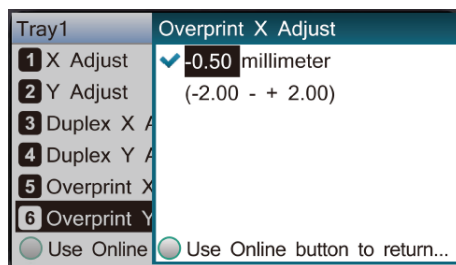 Tray1
1 X Adjust
2 Y Adjust
3 Duplex X A
4 Duplex Y A
5 Overprint X
6 Overprint Y
Use Online
Overprint X Adjust
-0.50 millimeter
(-2.00 - + 2.00)
Use Online button to return...